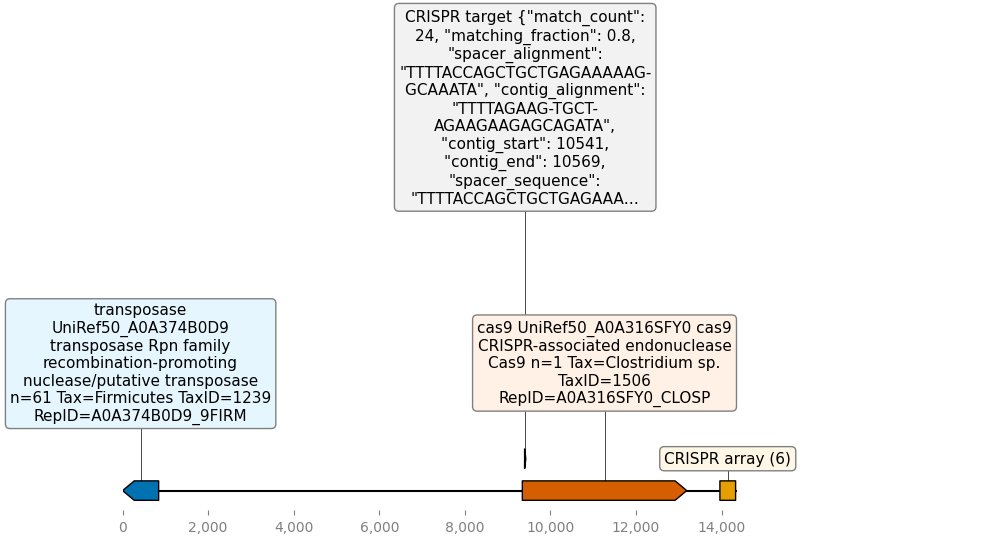 CRISPR target {"match_count":
24, "matching_fraction": 0.8,
"spacer_alignment":
"TTTTACCAGCTGCTGAGAAAAAG-
GCAAATA", "contig_alignment":
"TTTTAGAAG-TGCT-
AGAAGAAGAGCAGATA",
"contig_start": 10541,
"contig_end": 10569,
"spacer_sequence":
"TTTTACCAGCTGCTGAGAAA...
transposase
UniRef50_A0A374B0D9
transposase Rpn family
recombination-promoting
nuclease/putative transposase
n=61 Tax=Firmicutes TaxID=1239
RepID=A0A374B0D9_9FIRM
cas9 UniRef50_A0A316SFY0 cas9
CRISPR-associated endonuclease
Cas9 n=1 Tax=Clostridium sp.
TaxID=1506
RepID=A0A316SFY0_CLOSP
CRISPR array (6)
0 2,000 4,000 6,000 8,000 10,000 12,000 14,000